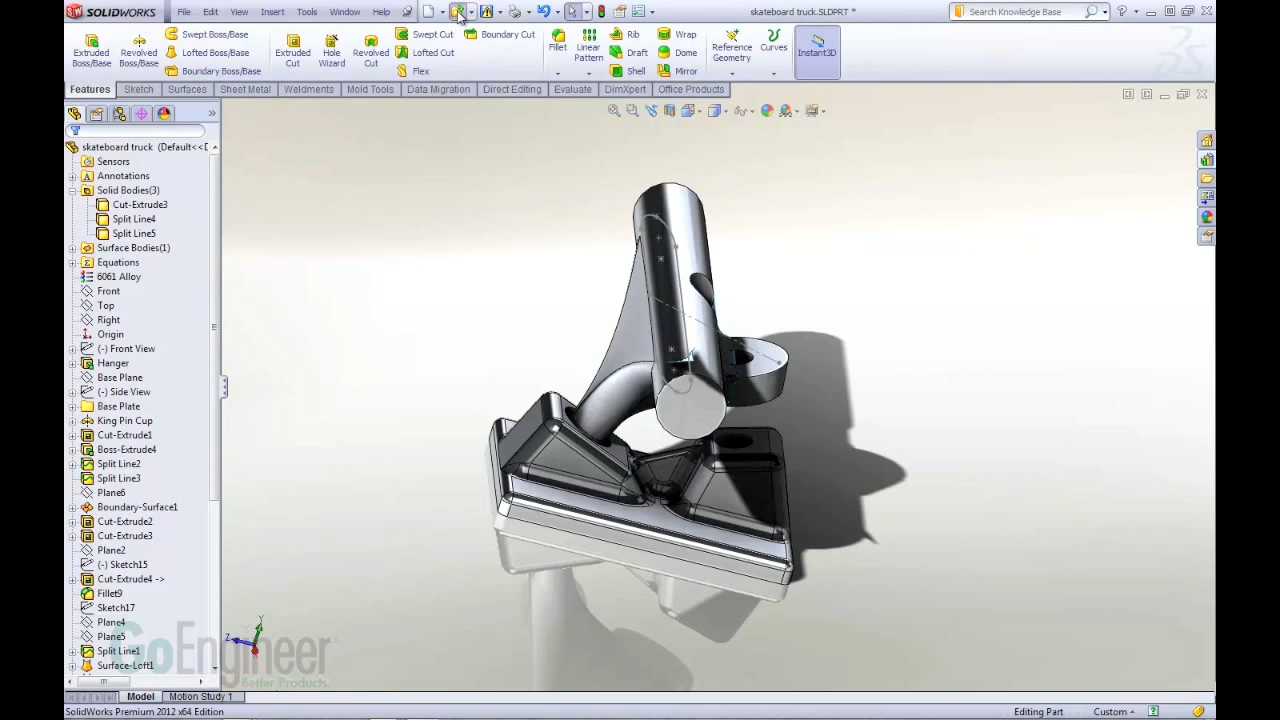 SOLIDWORKS File Edit View Insert Tools Window Help skateboard truck.SLDPRT * Search Knowledge Base
Extruded Boss/Base Revolved Boss/Base Swept Boss/Base Lofted Boss/Base Boundary Boss/Base Extruded Cut Hole Wizard Revolved Cut Swept Cut Lofted Cut Flex Boundary Cut Fillet Linear Pattern Rib Draft Shell Wrap Dome Mirror Reference Geometry Curves Instant3D
Features Sketch Surfaces Sheet Metal Weldments Mold Tools Data Migration Direct Editing Evaluate DimXpert Office Products
skateboard truck (Default<<D
Sensors
Annotations
Solid Bodies(3)
Cut-Extrude3
Split Line4
Split Line5
Surface Bodies(1)
Equations
6061 Alloy
Front
Top
Right
Origin
(-) Front View
Hanger
Base Plane
(-) Side View
Base Plate
King Pin Cup
Cut-Extrude1
Boss-Extrude4
Split Line2
Split Line3
Plane6
Boundary-Surface1
Cut-Extrude2
Cut-Extrude3
Plane2
(-) Sketch15
Cut-Extrude4 ->
Fillet9
Sketch17
Plane4
Plane5
Split Line1
Surface-Loft1
Y
Z
GoEngineer
Better Products.
Model Motion Study 1
SolidWorks Premium 2012 x64 Edition Editing Part Custom